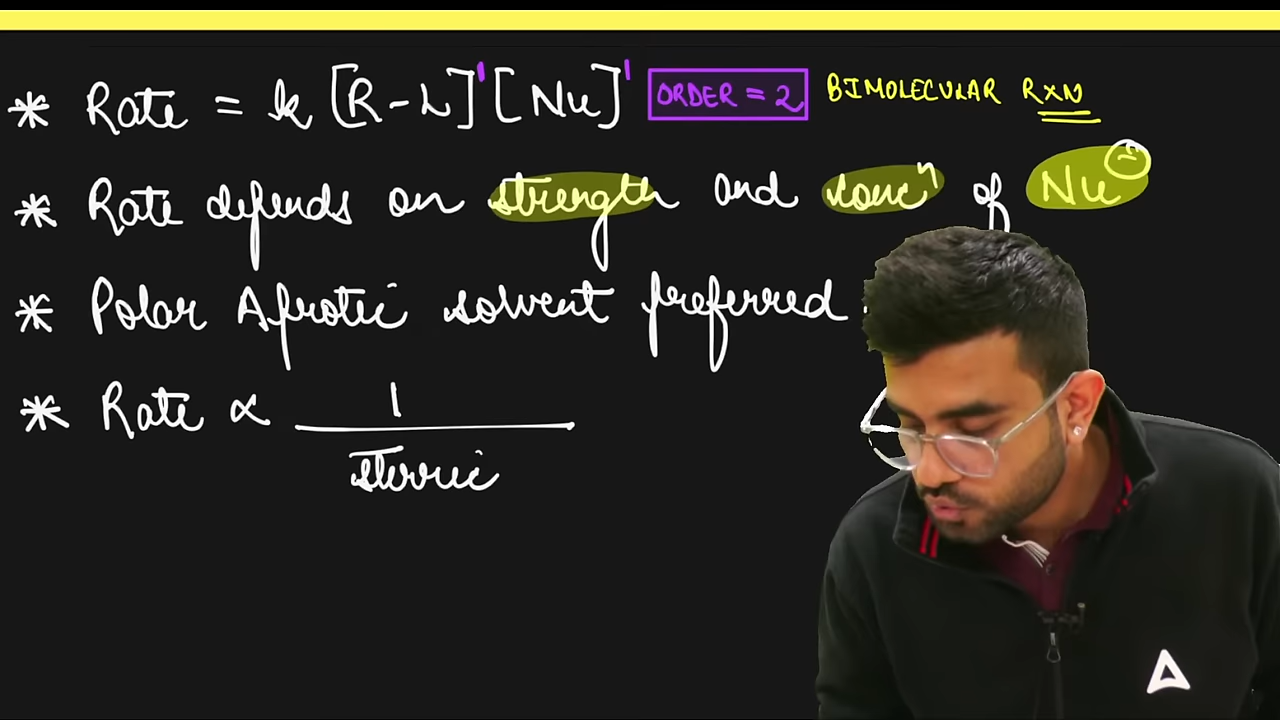 * Rate = k [R-L]¹ [Nu]¹ ORDER = 2 BIMOLECULAR RXN
* Rate depends on strength and concⁿ of Nu⊖
* Polar Aprotic solvent preferred.
* Rate ∝ 1
steric